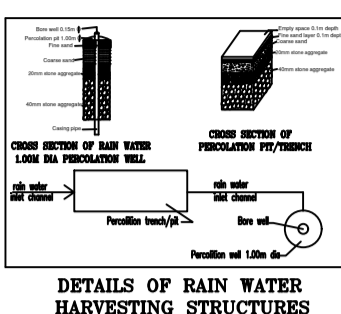 Bore well 0.15m
Percolation pit 1.00m
Fine sand
Coarse sand
20mm stone aggregate
40mm stone aggregate
Casing pipe
CROSS SECTION OF RAIN WATER
1.00M DIA PERCOLATION WELL
Empty space 0.1m depth
Fine sand layer 0.1m dept
Coarse sand
20mm stone aggregate
40mm stone aggregate
CROSS SECTION OF
PERCOLATION PIT/TRENCH
rain water
inlet channel
Percolition trench/pit
rain water
inlet channel
Bore well
Percolation well 1.00m dia
DETAILS OF RAIN WATER
HARVESTING STRUCTURES